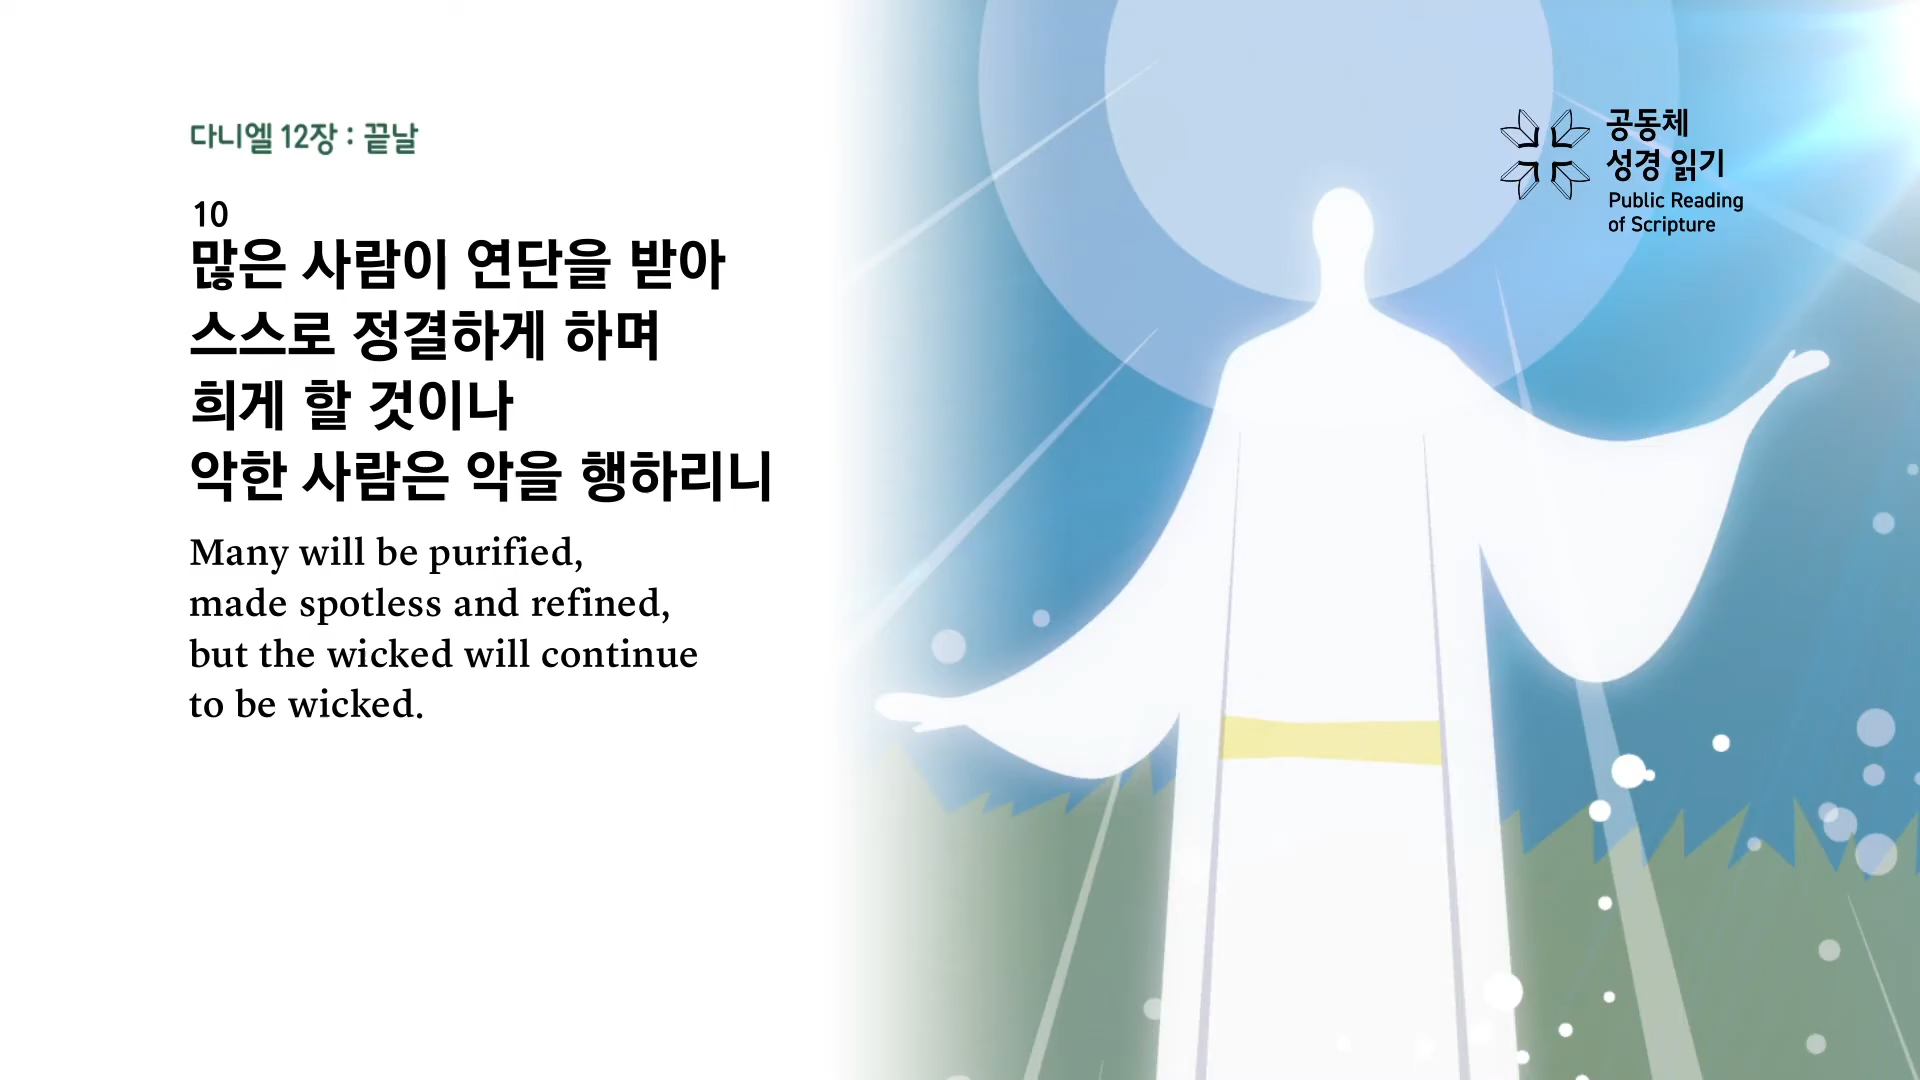 다니엘 12장 : 끝날
10
많은 사람이 연단을 받아
스스로 정결하게 하며
희게 할 것이나
악한 사람은 악을 행하리니
Many will be purified,
made spotless and refined,
but the wicked will continue
to be wicked.
공동체
성경 읽기
Public Reading
of Scripture